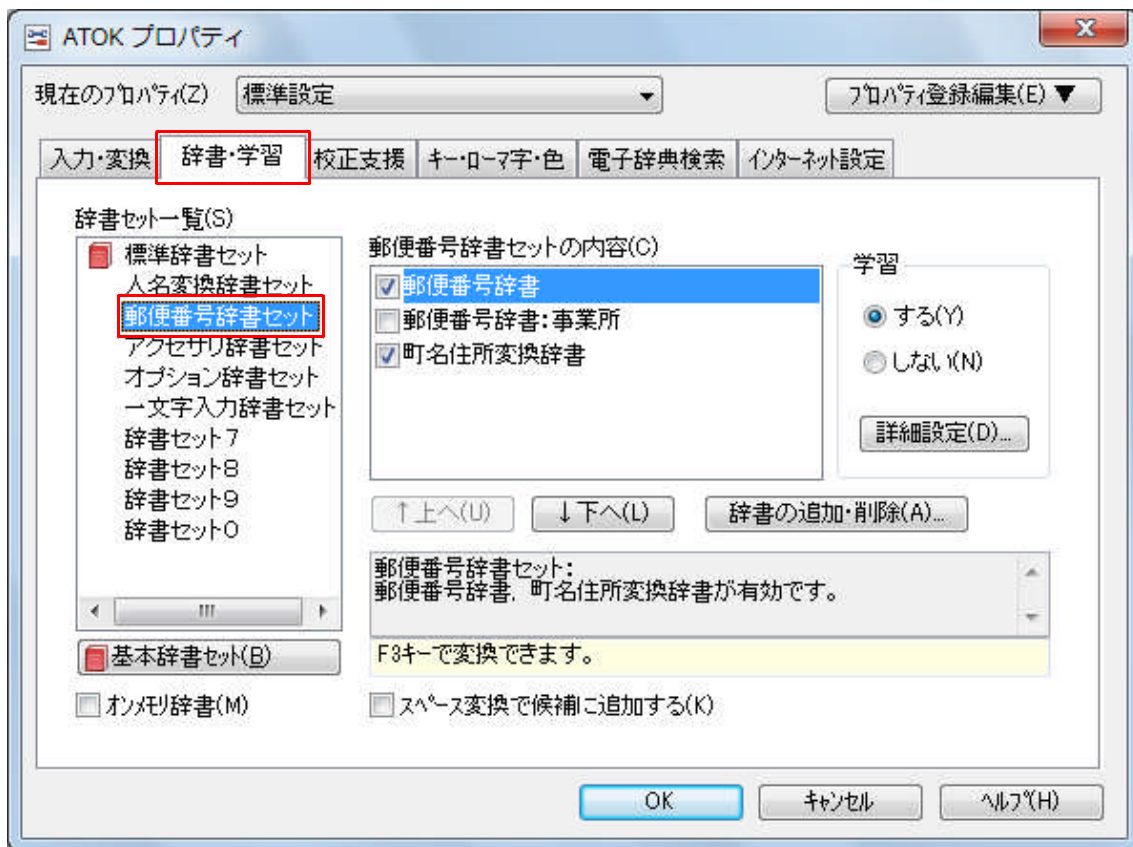 ATOK プロパティ
現在のプロパティ(Z) 標準設定 プロパティ登録編集(E) ▼
入力・変換 辞書・学習 校正支援 キー・ローマ字・色 電子辞典検索 インターネット設定
辞書セット一覧(S)
標準辞書セット
人名変換辞書セット
郵便番号辞書セット
アクセサリ辞書セット
オプション辞書セット
一文字入力辞書セット
辞書セット7
辞書セット8
辞書セット9
辞書セット0
基本辞書セット(B)
オンメモリ辞書(M)
郵便番号辞書セットの内容(C)
郵便番号辞書
郵便番号辞書:事業所
町名住所変換辞書
学習
する(Y)
しない(N)
詳細設定(D)...
↑上へ(U) ↓下へ(L) 辞書の追加・削除(A)...
郵便番号辞書セット:
郵便番号辞書, 町名住所変換辞書が有効です。
F3キーで変換できます。
スペース変換で候補に追加する(K)
OK キャンセル ヘルプ(H)